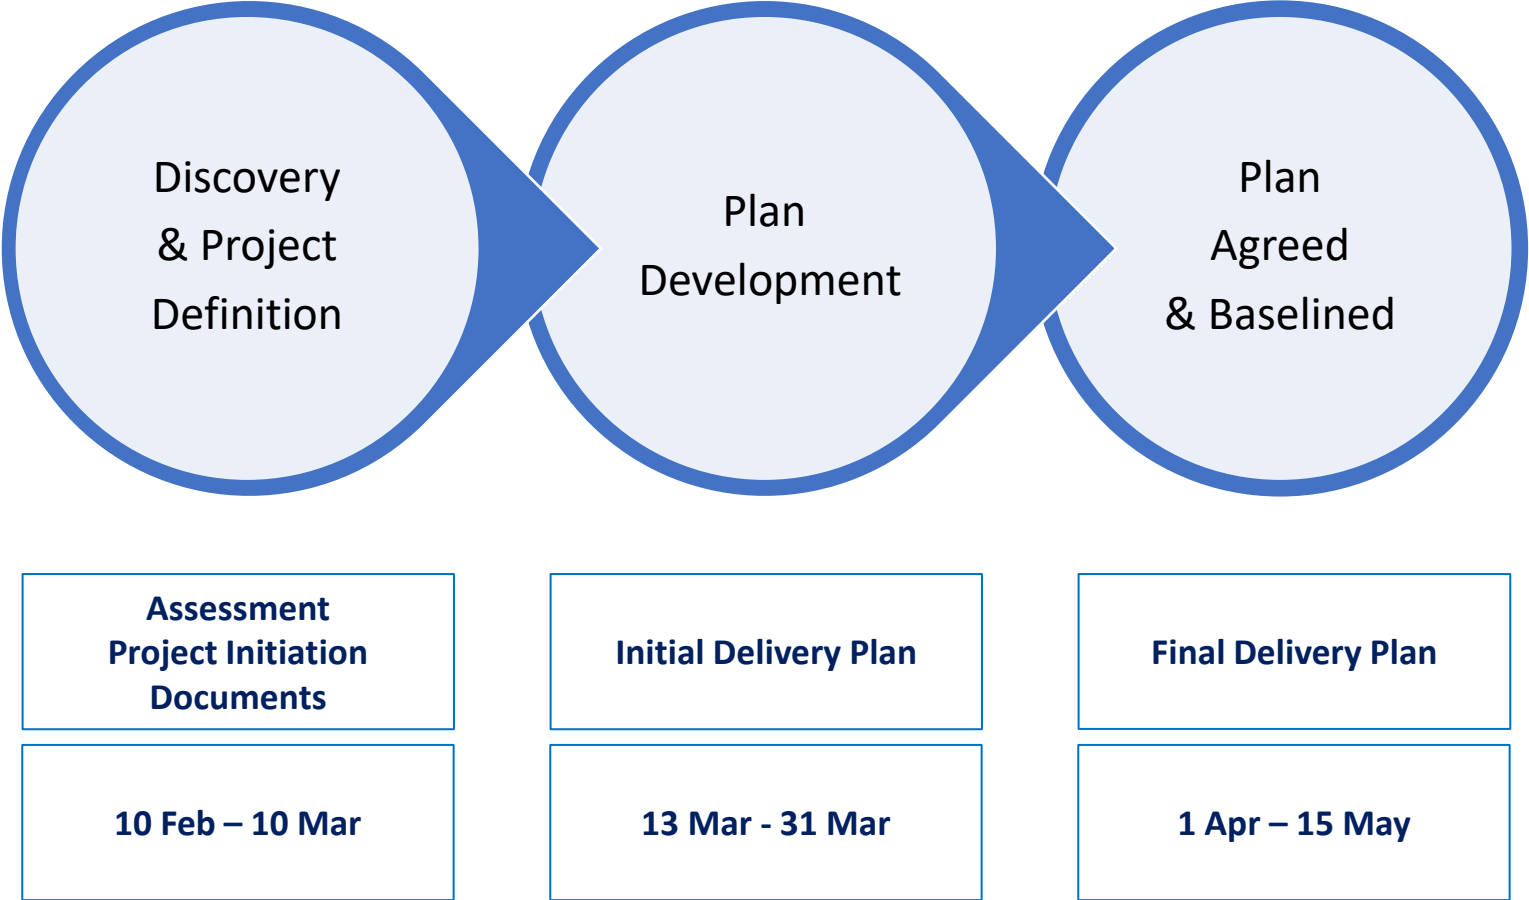 Discovery
& Project
Definition
Plan
Development
Plan
Agreed
& Baselined
Assessment
Project Initiation
Documents
Initial Delivery Plan
Final Delivery Plan
10 Feb – 10 Mar
13 Mar - 31 Mar
1 Apr – 15 May